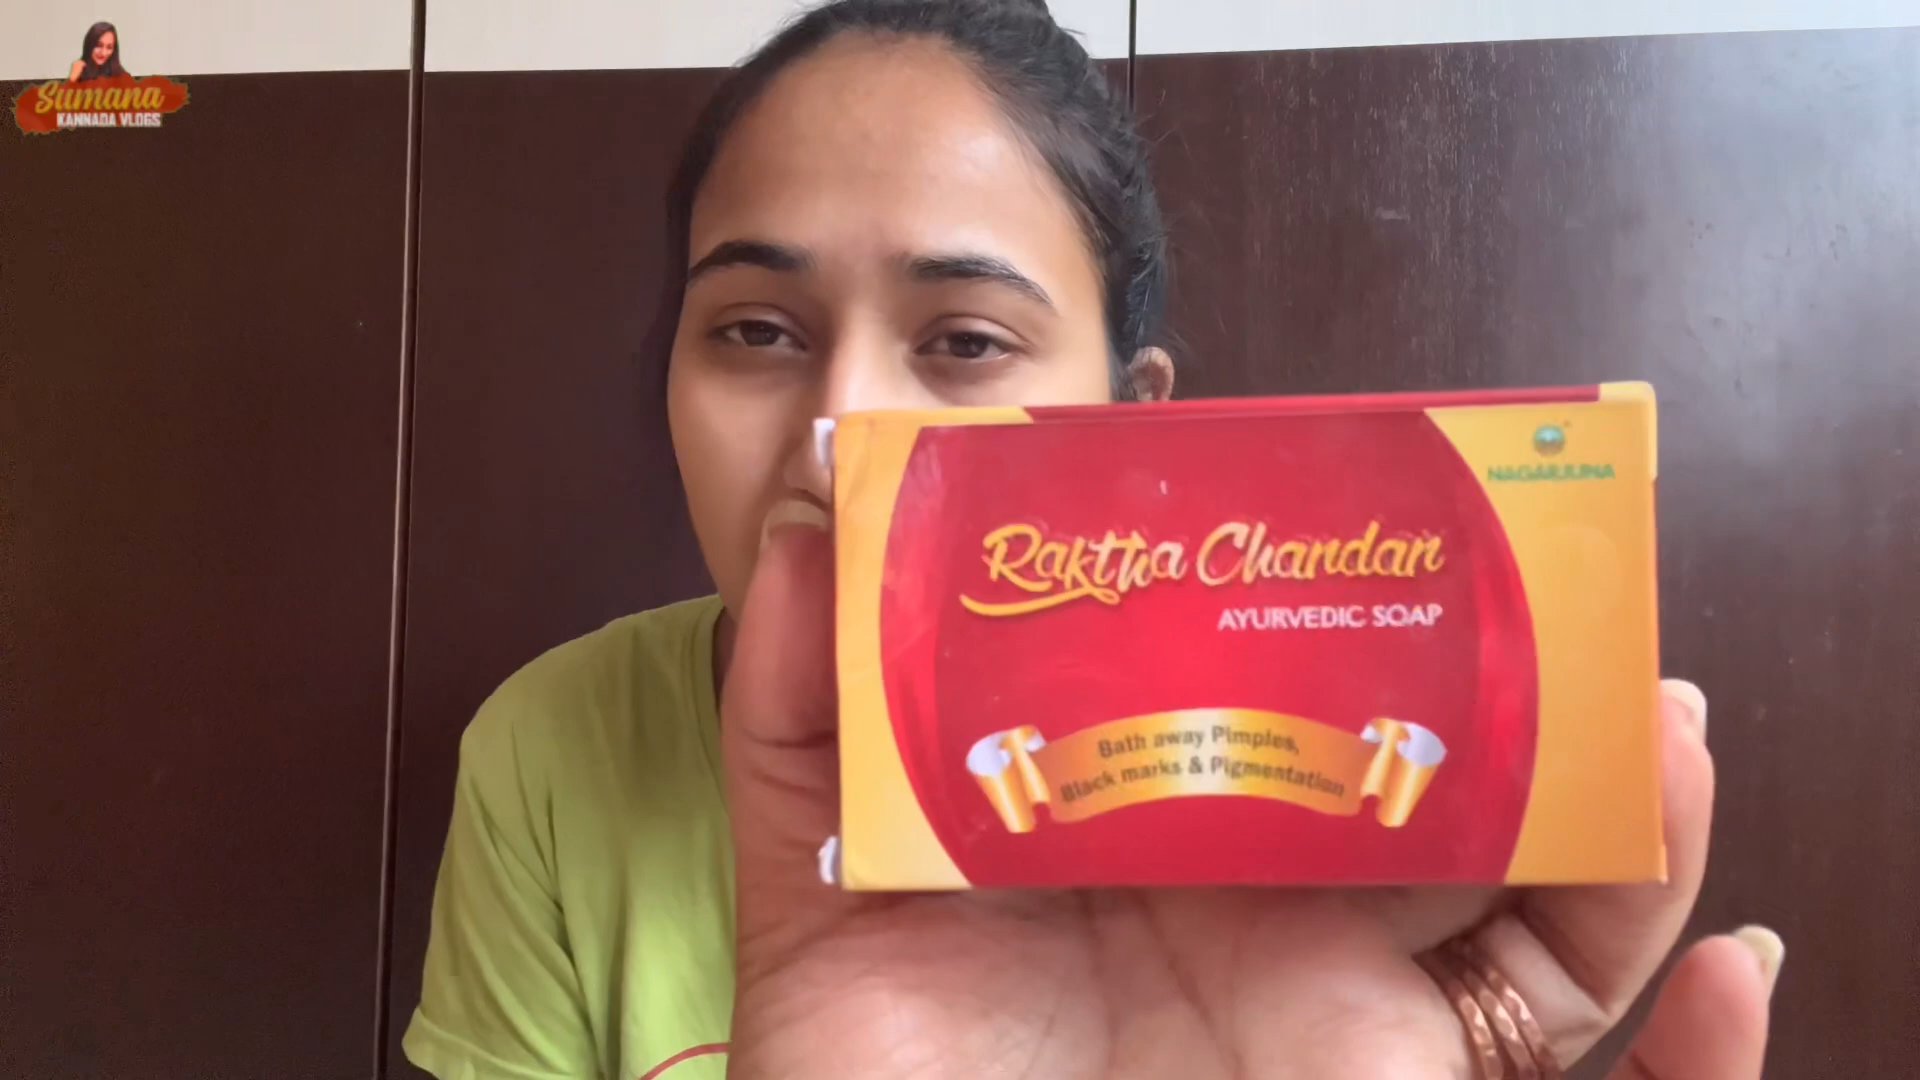 Sumana
KANNADA VLOGS
NAGARJUNA
Raktha Chandan
AYURVEDIC SOAP
Bath away Pimples,
Black marks & Pigmentation